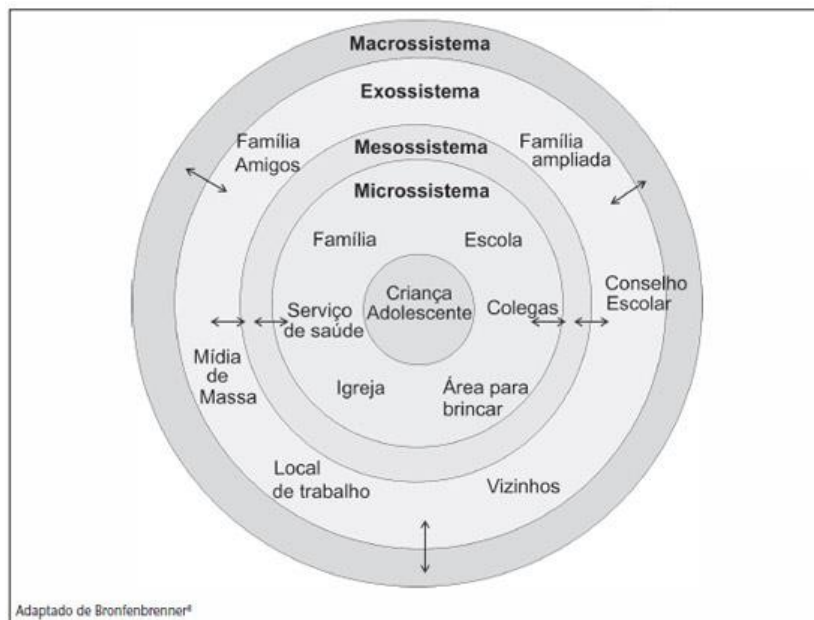 Macrossistema
Exossistema
Família
Amigos
Mesossistema
Família
ampliada
Microssistema
Família
Escola
Criança
Adolescente
Serviço
de saúde
Colegas
Conselho
Escolar
Mídia
de
Massa
Igreja
Área para
brincar
Local
de trabalho
Vizinhos
Adaptado de Bronfenbrenner⁸